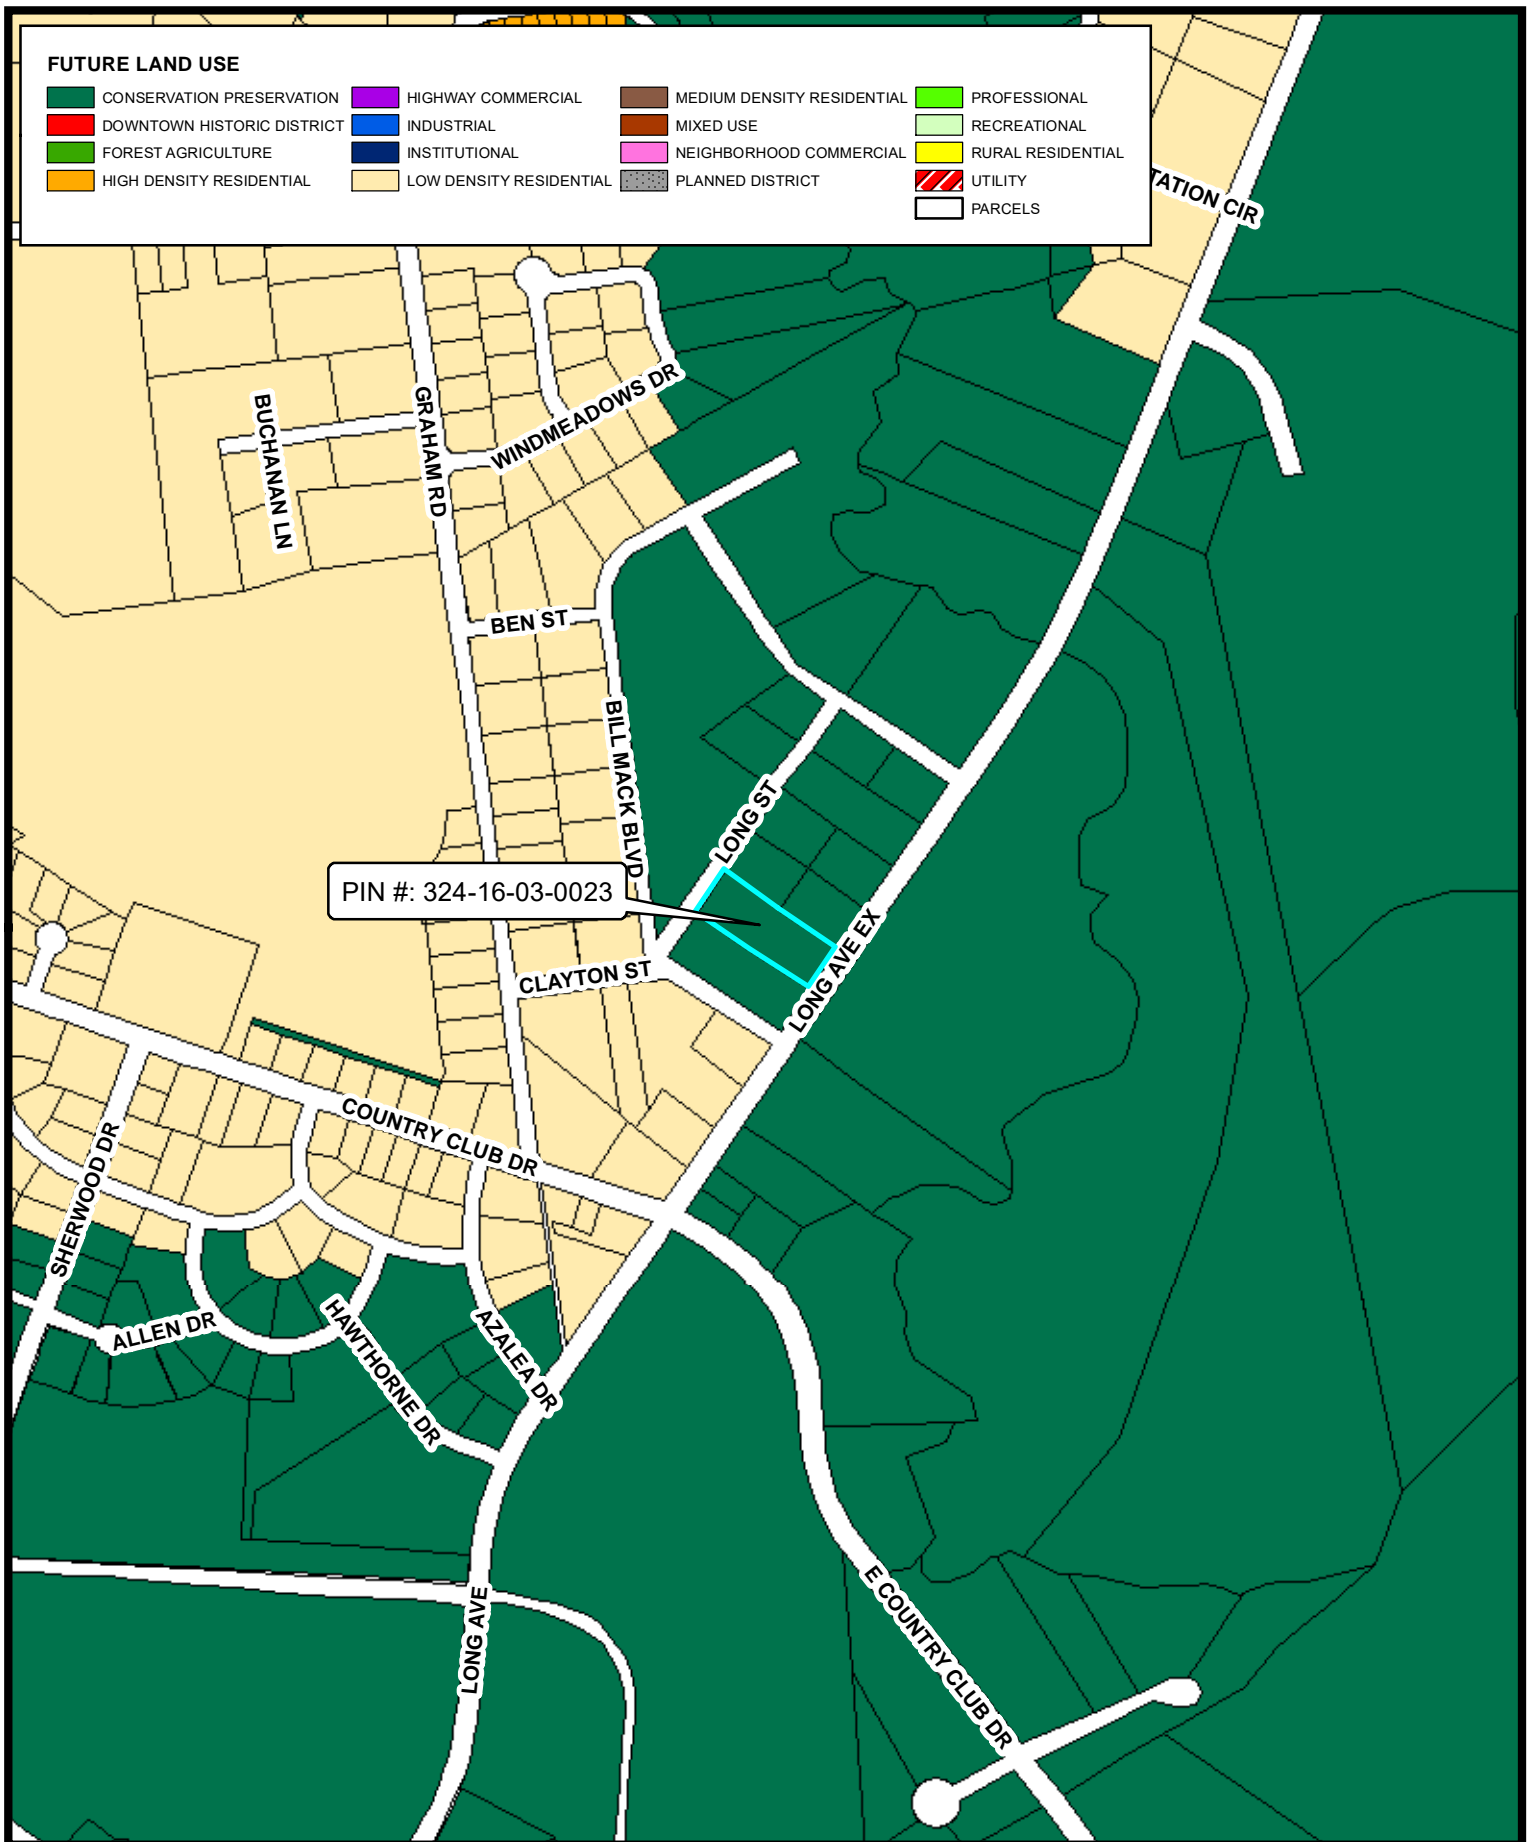 FUTURE LAND USE
CONSERVATION PRESERVATION
DOWNTOWN HISTORIC DISTRICT
FOREST AGRICULTURE
HIGH DENSITY RESIDENTIAL
HIGHWAY COMMERCIAL
INDUSTRIAL
INSTITUTIONAL
LOW DENSITY RESIDENTIAL
MEDIUM DENSITY RESIDENTIAL
MIXED USE
NEIGHBORHOOD COMMERCIAL
PLANNED DISTRICT
PROFESSIONAL
RECREATIONAL
RURAL RESIDENTIAL
UTILITY
PARCELS
TATION CIR
WINDMEADOWS DR
GRAHAM RD
BUCHANAN LN
BEN ST
BILL MACK BLVD
LONG ST
PIN #: 324-16-03-0023
LONG AVE EX
CLAYTON ST
COUNTRY CLUB DR
SHERWOOD DR
ALLEN DR
HAWTHORNE DR
AZALEA DR
LONG AVE
E COUNTRY CLUB DR